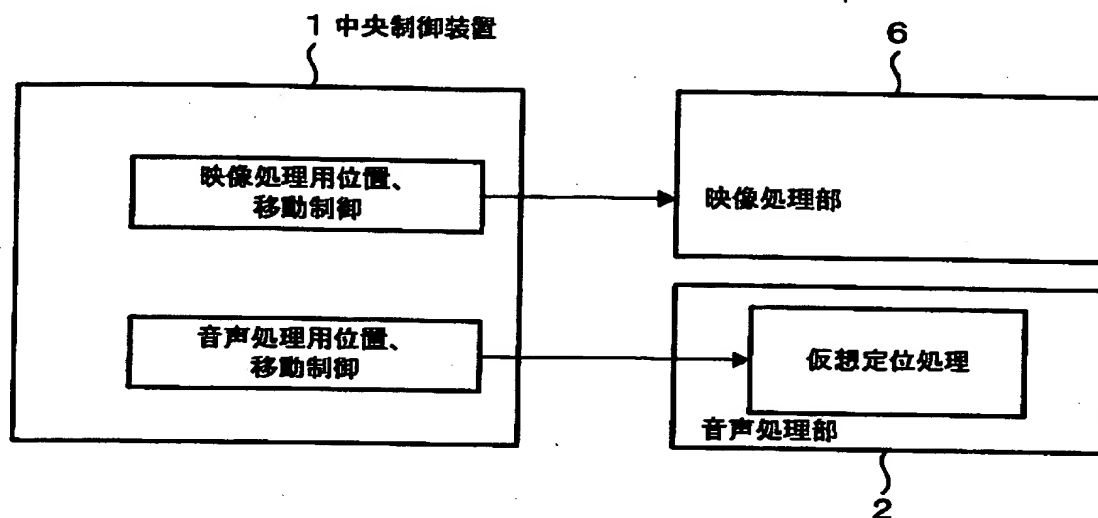 1 中央制御装置
6
映像処理用位置、
移動制御
映像処理部
音声処理用位置、
移動制御
仮想定位処理
音声処理部
2